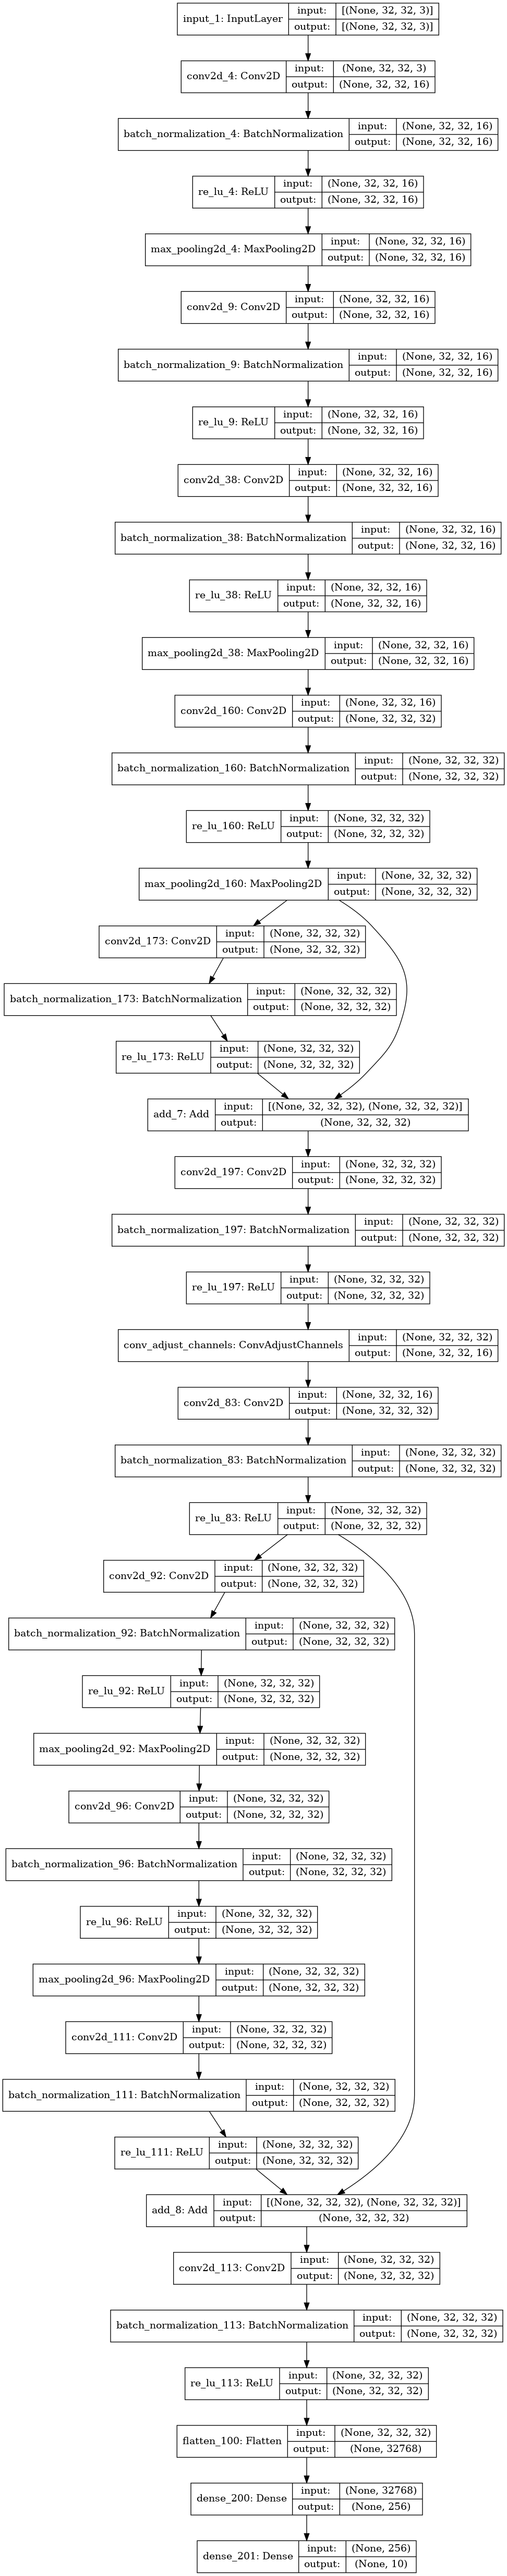 input_1: InputLayer input: [(None, 32, 32, 3)]
output: [(None, 32, 32, 3)]
conv2d_4: Conv2D input: (None, 32, 32, 3)
output: (None, 32, 32, 16)
batch_normalization_4: BatchNormalization input: (None, 32, 32, 16)
output: (None, 32, 32, 16)
re_lu_4: ReLU input: (None, 32, 32, 16)
output: (None, 32, 32, 16)
max_pooling2d_4: MaxPooling2D input: (None, 32, 32, 16)
output: (None, 32, 32, 16)
conv2d_9: Conv2D input: (None, 32, 32, 16)
output: (None, 32, 32, 16)
batch_normalization_9: BatchNormalization input: (None, 32, 32, 16)
output: (None, 32, 32, 16)
re_lu_9: ReLU input: (None, 32, 32, 16)
output: (None, 32, 32, 16)
conv2d_38: Conv2D input: (None, 32, 32, 16)
output: (None, 32, 32, 16)
batch_normalization_38: BatchNormalization input: (None, 32, 32, 16)
output: (None, 32, 32, 16)
re_lu_38: ReLU input: (None, 32, 32, 16)
output: (None, 32, 32, 16)
max_pooling2d_38: MaxPooling2D input: (None, 32, 32, 16)
output: (None, 32, 32, 16)
conv2d_160: Conv2D input: (None, 32, 32, 16)
output: (None, 32, 32, 32)
batch_normalization_160: BatchNormalization input: (None, 32, 32, 32)
output: (None, 32, 32, 32)
re_lu_160: ReLU input: (None, 32, 32, 32)
output: (None, 32, 32, 32)
max_pooling2d_160: MaxPooling2D input: (None, 32, 32, 32)
output: (None, 32, 32, 32)
conv2d_173: Conv2D input: (None, 32, 32, 32)
output: (None, 32, 32, 32)
batch_normalization_173: BatchNormalization input: (None, 32, 32, 32)
output: (None, 32, 32, 32)
re_lu_173: ReLU input: (None, 32, 32, 32)
output: (None, 32, 32, 32)
add_7: Add input: [(None, 32, 32, 32), (None, 32, 32, 32)]
output: (None, 32, 32, 32)
conv2d_197: Conv2D input: (None, 32, 32, 32)
output: (None, 32, 32, 32)
batch_normalization_197: BatchNormalization input: (None, 32, 32, 32)
output: (None, 32, 32, 32)
re_lu_197: ReLU input: (None, 32, 32, 32)
output: (None, 32, 32, 32)
conv_adjust_channels: ConvAdjustChannels input: (None, 32, 32, 32)
output: (None, 32, 32, 16)
conv2d_83: Conv2D input: (None, 32, 32, 16)
output: (None, 32, 32, 32)
batch_normalization_83: BatchNormalization input: (None, 32, 32, 32)
output: (None, 32, 32, 32)
re_lu_83: ReLU input: (None, 32, 32, 32)
output: (None, 32, 32, 32)
conv2d_92: Conv2D input: (None, 32, 32, 32)
output: (None, 32, 32, 32)
batch_normalization_92: BatchNormalization input: (None, 32, 32, 32)
output: (None, 32, 32, 32)
re_lu_92: ReLU input: (None, 32, 32, 32)
output: (None, 32, 32, 32)
max_pooling2d_92: MaxPooling2D input: (None, 32, 32, 32)
output: (None, 32, 32, 32)
conv2d_96: Conv2D input: (None, 32, 32, 32)
output: (None, 32, 32, 32)
batch_normalization_96: BatchNormalization input: (None, 32, 32, 32)
output: (None, 32, 32, 32)
re_lu_96: ReLU input: (None, 32, 32, 32)
output: (None, 32, 32, 32)
max_pooling2d_96: MaxPooling2D input: (None, 32, 32, 32)
output: (None, 32, 32, 32)
conv2d_111: Conv2D input: (None, 32, 32, 32)
output: (None, 32, 32, 32)
batch_normalization_111: BatchNormalization input: (None, 32, 32, 32)
output: (None, 32, 32, 32)
re_lu_111: ReLU input: (None, 32, 32, 32)
output: (None, 32, 32, 32)
add_8: Add input: [(None, 32, 32, 32), (None, 32, 32, 32)]
output: (None, 32, 32, 32)
conv2d_113: Conv2D input: (None, 32, 32, 32)
output: (None, 32, 32, 32)
batch_normalization_113: BatchNormalization input: (None, 32, 32, 32)
output: (None, 32, 32, 32)
re_lu_113: ReLU input: (None, 32, 32, 32)
output: (None, 32, 32, 32)
flatten_100: Flatten input: (None, 32, 32, 32)
output: (None, 32768)
dense_200: Dense input: (None, 32768)
output: (None, 256)
dense_201: Dense input: (None, 256)
output: (None, 10)